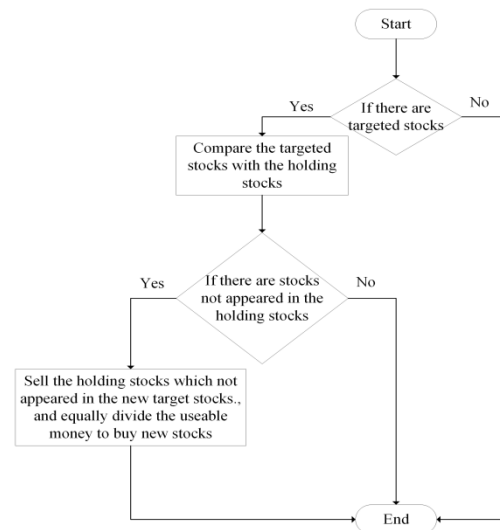 Start
If there are
targeted stocks
Yes
No
Compare the targeted
stocks with the holding
stocks
If there are stocks
not appeared in the
holding stocks
Yes
No
Sell the holding stocks which not
appeared in the new target stocks.,
and equally divide the useable
money to buy new stocks
End